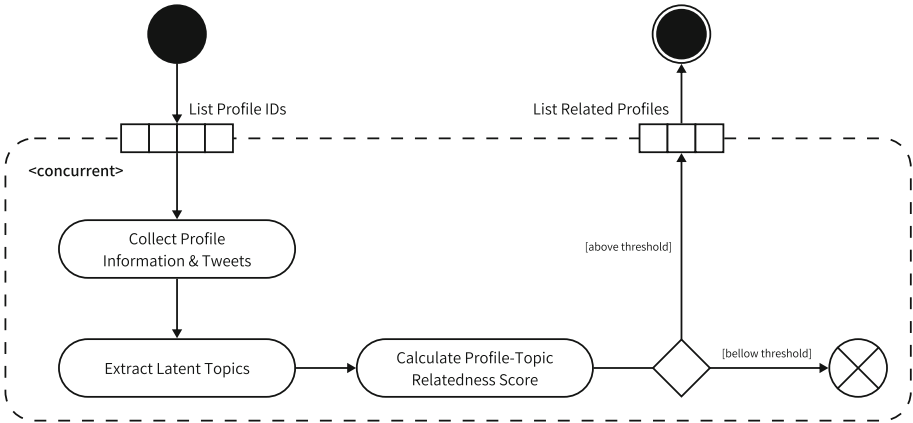 List Profile IDs
List Related Profiles
<concurrent>
Collect Profile
Information & Tweets
[above threshold]
Extract Latent Topics
Calculate Profile-Topic
Relatedness Score
[bellow threshold]